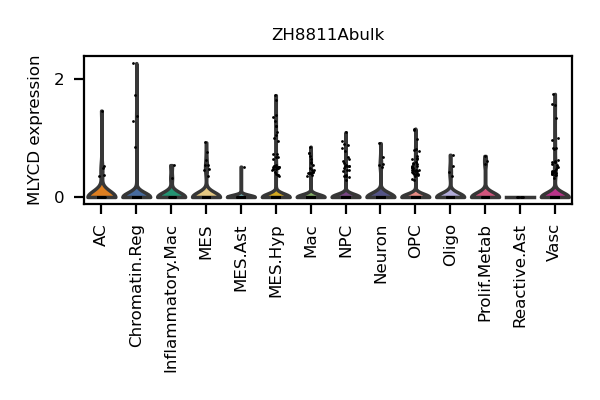 ZH8811Abulk
MLYCD expression
2
0
AC
Chromatin.Reg
Inflammatory.Mac
MES
MES.Ast
MES.Hyp
Mac
NPC
Neuron
OPC
Oligo
Prolif.Metab
Reactive.Ast
Vasc